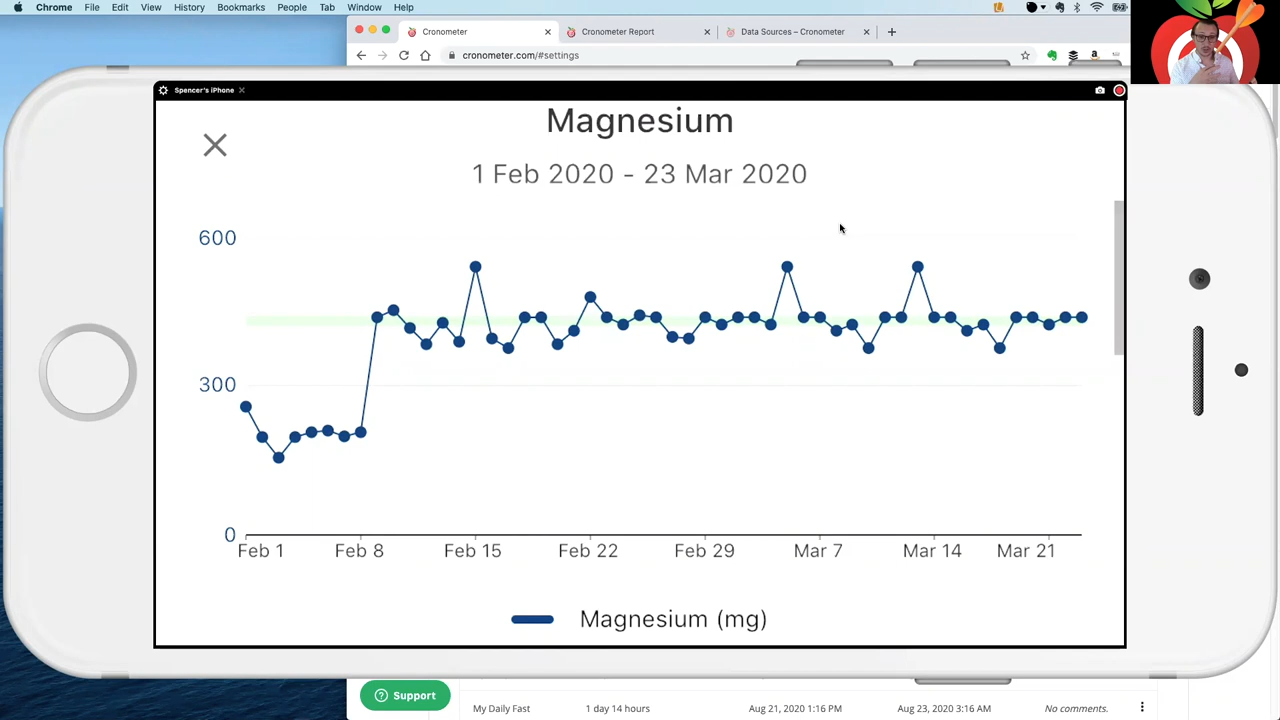 Chrome File Edit View History Bookmarks People Tab Window Help
Cronometer
Cronometer Report
Data Sources – Cronometer
cronometer.com/#settings
Spencer's iPhone
Magnesium
1 Feb 2020 - 23 Mar 2020
600
300
0
Feb 1 Feb 8 Feb 15 Feb 22 Feb 29 Mar 7 Mar 14 Mar 21
Magnesium (mg)
Support
My Daily Fast 1 day 14 hours Aug 21, 2020 1:16 PM Aug 23, 2020 3:16 AM No comments.